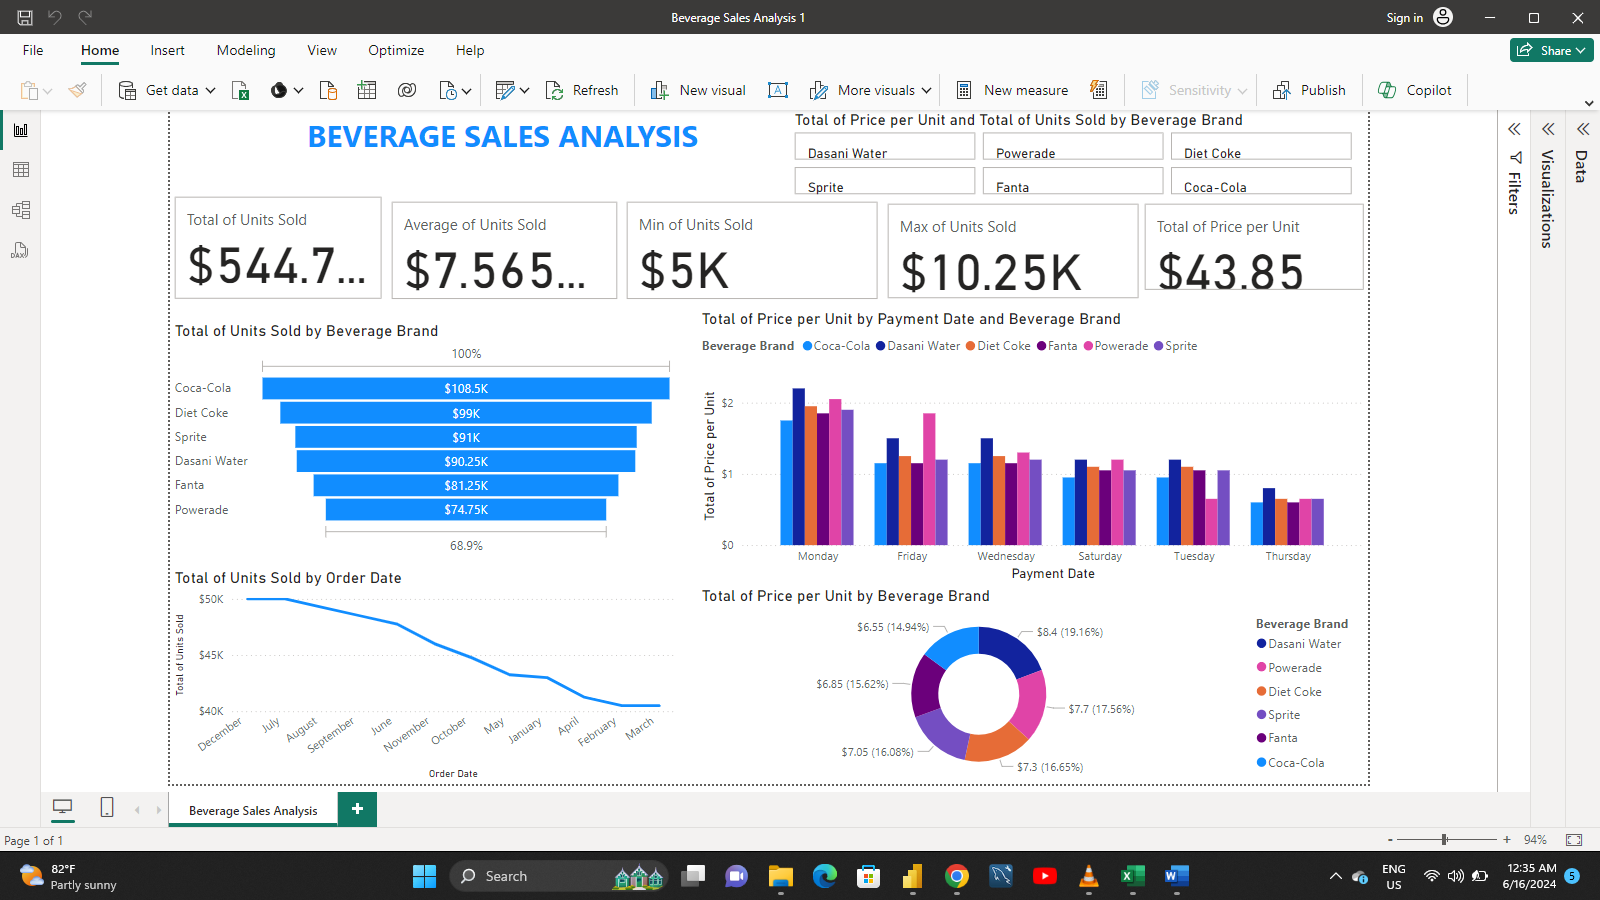 Beverage Sales Analysis 1
Sign in
File Home Insert Modeling View Optimize Help
Share
Get data
Refresh
New visual
More visuals
New measure
Sensitivity
Publish
Copilot
DAX
BEVERAGE SALES ANALYSIS
Total of Price per Unit and Total of Units Sold by Beverage Brand
Dasani Water Powerade Diet Coke
Sprite Fanta Coca-Cola
Filters
Visualizations
Data
Total of Units Sold
$544.7...
Average of Units Sold
$7.565...
Min of Units Sold
$5K
Max of Units Sold
$10.25K
Total of Price per Unit
$43.85
Total of Units Sold by Beverage Brand
100%
Coca-Cola $108.5K
Diet Coke $99K
Sprite $91K
Dasani Water $90.25K
Fanta $81.25K
Powerade $74.75K
68.9%
Total of Price per Unit by Payment Date and Beverage Brand
Beverage Brand Coca-Cola Dasani Water Diet Coke Fanta Powerade Sprite
Total of Price per Unit
$2
$1
$0
Monday Friday Wednesday Saturday Tuesday Thursday
Payment Date
Total of Units Sold by Order Date
Total of Units Sold
$50K
$45K
$40K
December July August September June November October May January April February March
Order Date
Total of Price per Unit by Beverage Brand
$6.55 (14.94%)
$8.4 (19.16%)
$6.85 (15.62%)
$7.7 (17.56%)
$7.05 (16.08%)
$7.3 (16.65%)
Beverage Brand
Dasani Water
Powerade
Diet Coke
Sprite
Fanta
Coca-Cola
Beverage Sales Analysis
+
Page 1 of 1
- + 94%
82°F
Partly sunny
Search
ENG
US
12:35 AM
6/16/2024
5